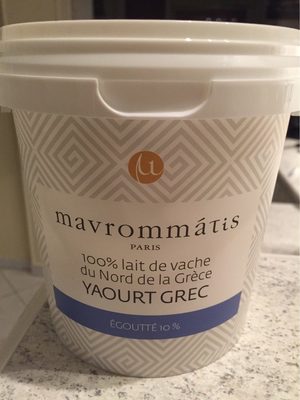 mavrommátis
PARIS
100% lait de vache
du Nord de la Grèce
YAOURT GREC
ÉGOUTTÉ 10 %